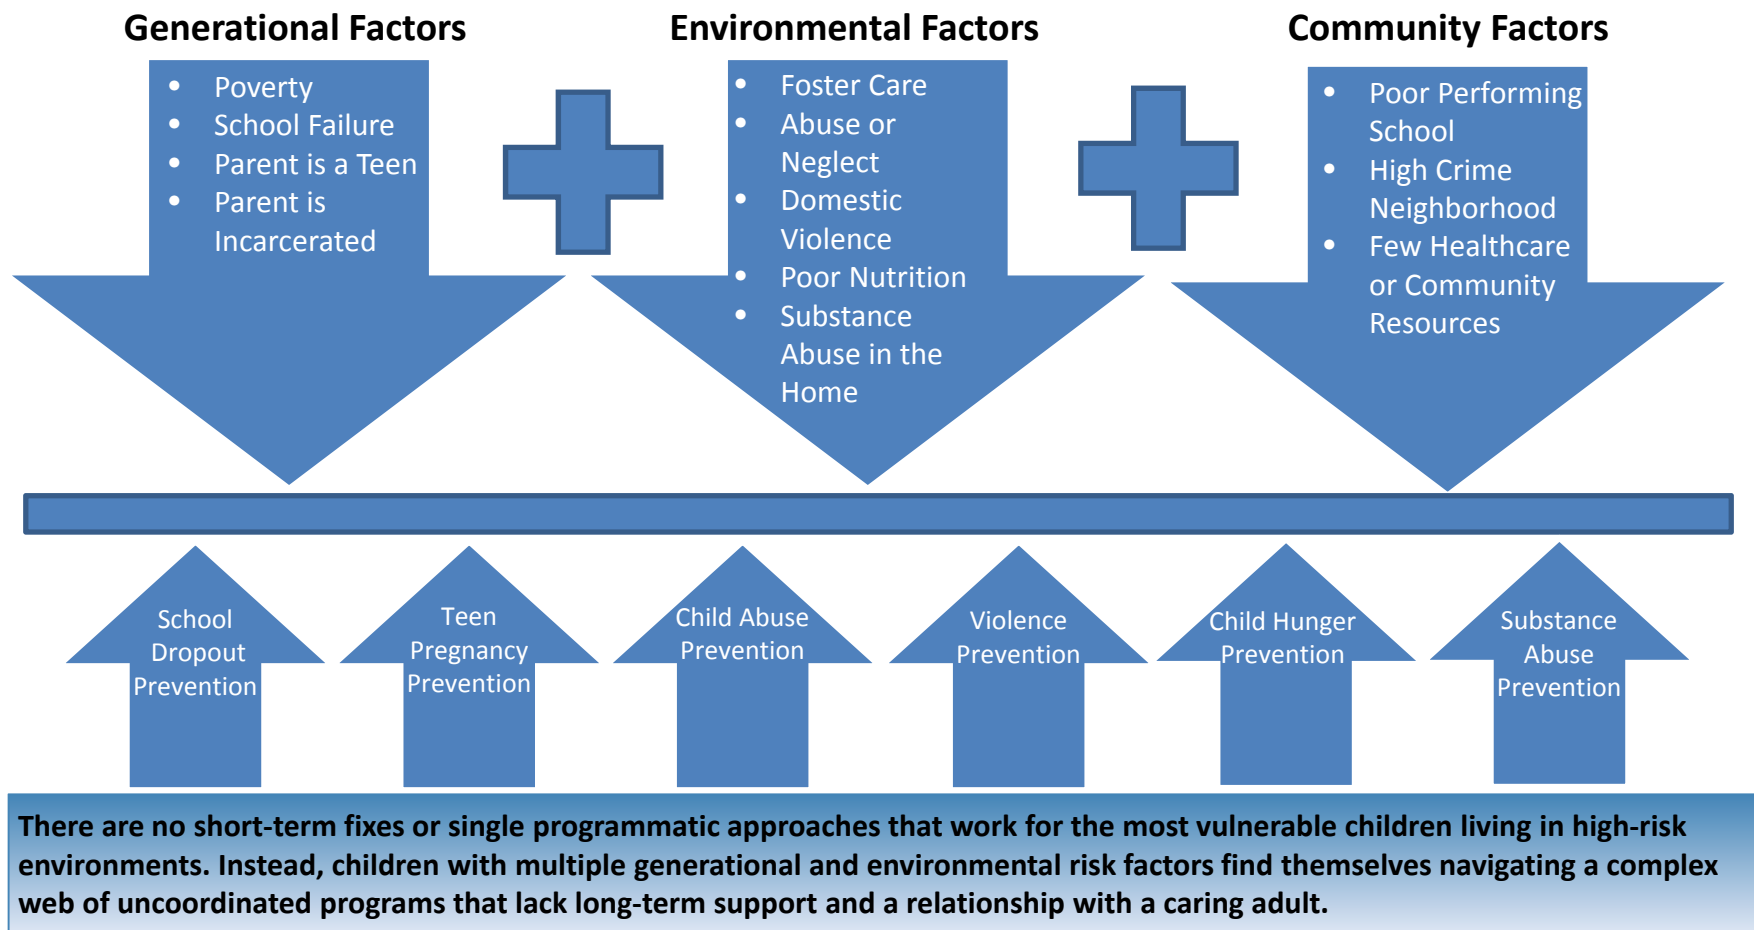 Generational Factors
Environmental Factors
Community Factors
• Poverty
• School Failure
• Parent is a Teen
• Parent is
Incarcerated
• Foster Care
• Abuse or
Neglect
• Domestic
Violence
• Poor Nutrition
• Substance
Abuse in the
Home
• Poor Performing
School
• High Crime
Neighborhood
• Few Healthcare
or Community
Resources
School
Dropout
Prevention
Teen
Pregnancy
Prevention
Child Abuse
Prevention
Violence
Prevention
Child Hunger
Prevention
Substance
Abuse
Prevention
There are no short-term fixes or single programmatic approaches that work for the most vulnerable children living in high-risk
environments. Instead, children with multiple generational and environmental risk factors find themselves navigating a complex
web of uncoordinated programs that lack long-term support and a relationship with a caring adult.